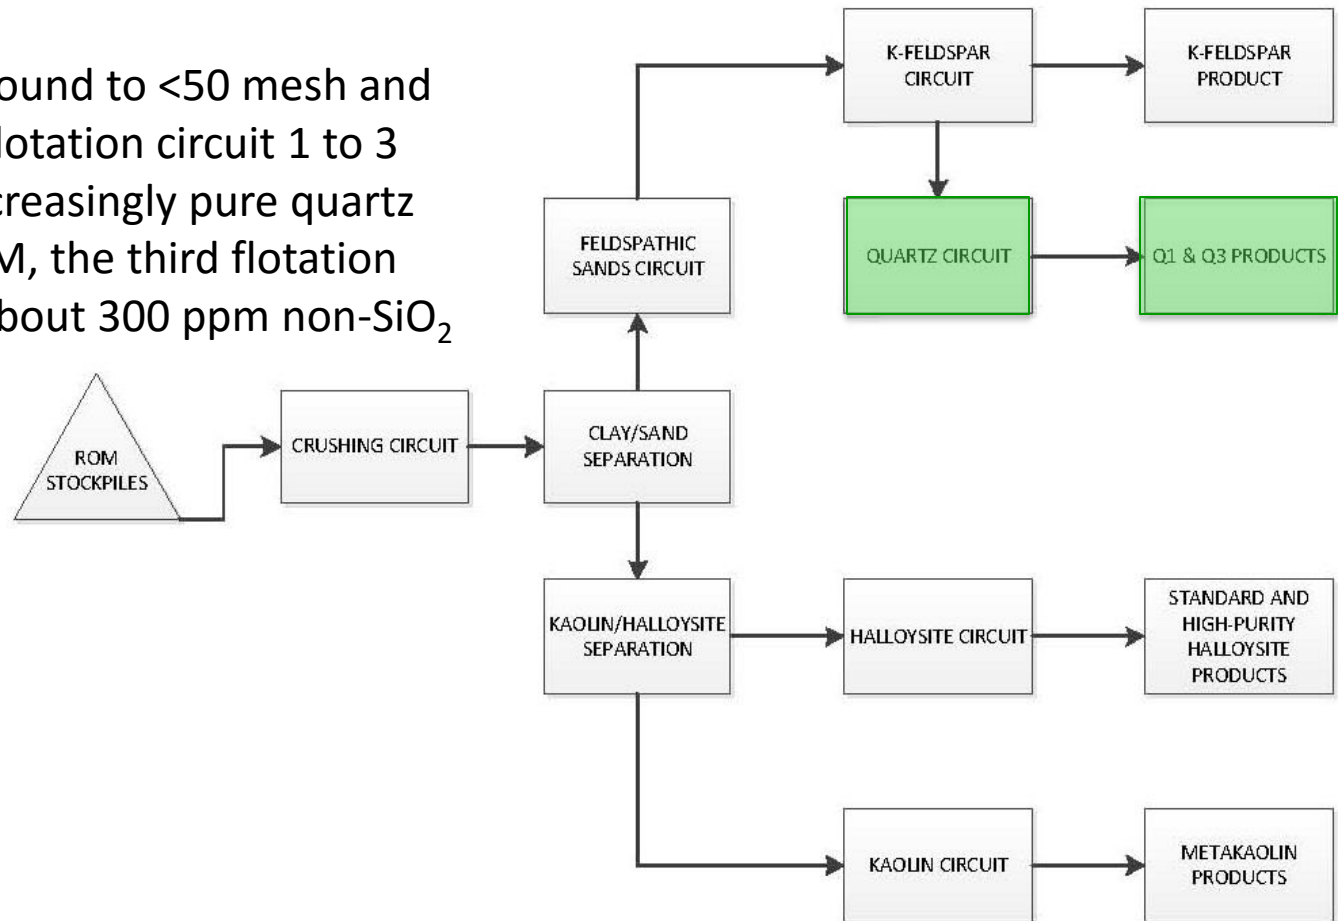 ound to <50 mesh and
lotation circuit 1 to 3
creasingly pure quartz
M, the third flotation
bout 300 ppm non-SiO₂
K-FELDSPAR
CIRCUIT
K-FELDSPAR
PRODUCT
FELDSPATHIC
SANDS CIRCUIT
QUARTZ CIRCUIT
Q1 & Q3 PRODUCTS
ROM
STOCKPILES
CRUSHING CIRCUIT
CLAY/SAND
SEPARATION
KAOLIN/HALLOYSITE
SEPARATION
HALLOYSITE CIRCUIT
STANDARD AND
HIGH-PURITY
HALLOYSITE
PRODUCTS
KAOLIN CIRCUIT
METAKAOLIN
PRODUCTS